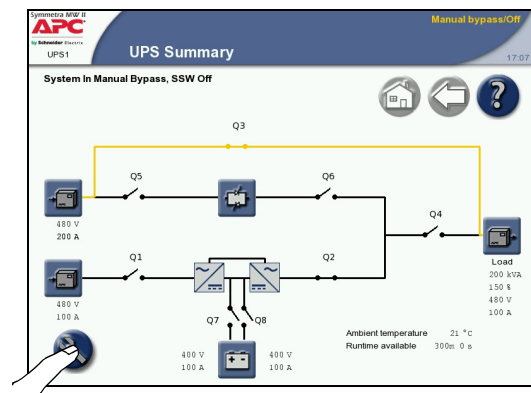 Symmetra MW II
APC
by Schneider Electric
UPS1
UPS Summary
Manual bypass/Off
17:07
System In Manual Bypass, SSW Off
Q3
Q5
Q6
Q4
480 V
200 A
Load
200 kVA
150 %
480 V
100 A
Q1
Q2
480 V
100 A
Q7
Q8
400 V
100 A
+ -
400 V
100 A
Ambient temperature 21 °C
Runtime available 300m 0 s
?